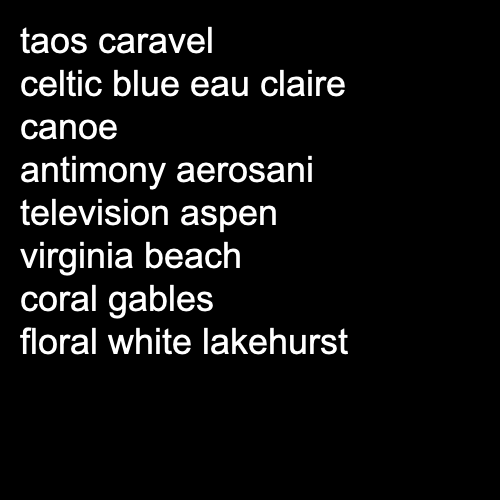 taos caravel
celtic blue eau claire
canoe
antimony aerosani
television aspen
virginia beach
coral gables
floral white lakehurst